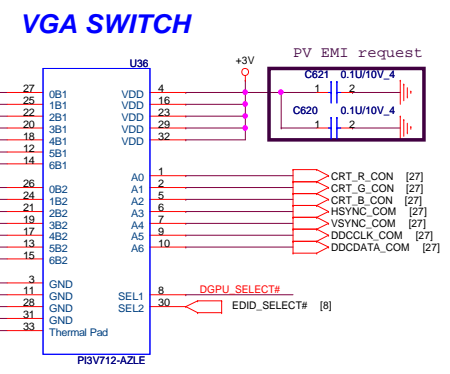 VGA SWITCH
PV EMI request
U36
+3V
C621 0.1U/10V_4
1 2
C620 0.1U/10V_4
1 2
27 0B1 VDD 4
25 1B1 VDD 16
22 2B1 VDD 23
20 3B1 VDD 29
18 4B1 VDD 32
12 5B1
14 6B1
A0 1 CRT_R_CON [27]
26 0B2 A1 2 CRT_G_CON [27]
24 1B2 A2 5 CRT_B_CON [27]
21 2B2 A3 6 HSYNC_COM [27]
19 3B2 A4 7 VSYNC_COM [27]
17 4B2 A5 9 DDCCLK_COM [27]
13 5B2 A6 10 DDCDATA_COM [27]
15 6B2
3 GND
11 GND SEL1 8 DGPU_SELECT#
28 GND SEL2 30 EDID_SELECT# [8]
31 GND
33 Thermal Pad
PI3V712-AZLE